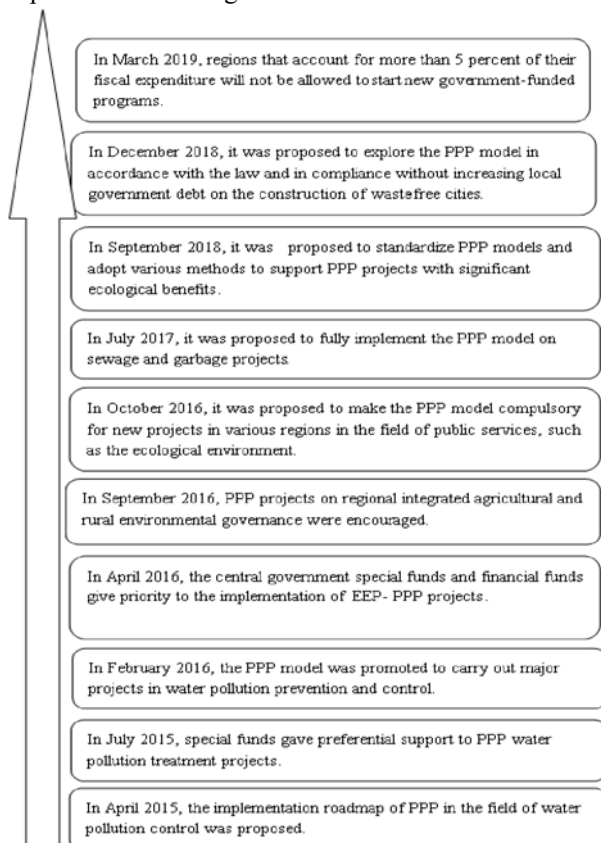 In March 2019, regions that account for more than 5 percent of their
fiscal expenditure will not be allowed to start new government-funded
programs.
In December 2018, it was proposed to explore the PPP model in
accordance with the law and in compliance without increasing local
government debt on the construction of wastefree cities.
In September 2018, it was proposed to standardize PPP models and
adopt various methods to support PPP projects with significant
ecological benefits.
In July 2017, it was proposed to fully implement the PPP model on
sewage and garbage projects
In October 2016, it was proposed to make the PPP model compulsory
for new projects in various regions in the field of public services, such
as the ecological environment.
In September 2016, PPP projects on regional integrated agricultural and
rural environmental governance were encouraged.
In April 2016, the central government special funds and financial funds
give priority to the implementation of EEP- PPP projects.
In February 2016, the PPP model was promoted to carry out major
projects in water pollution prevention and control.
In July 2015, special funds gave preferential support to PPP water
pollution treatment projects.
In April 2015, the implementation roadmap of PPP in the field of water
pollution control was proposed.